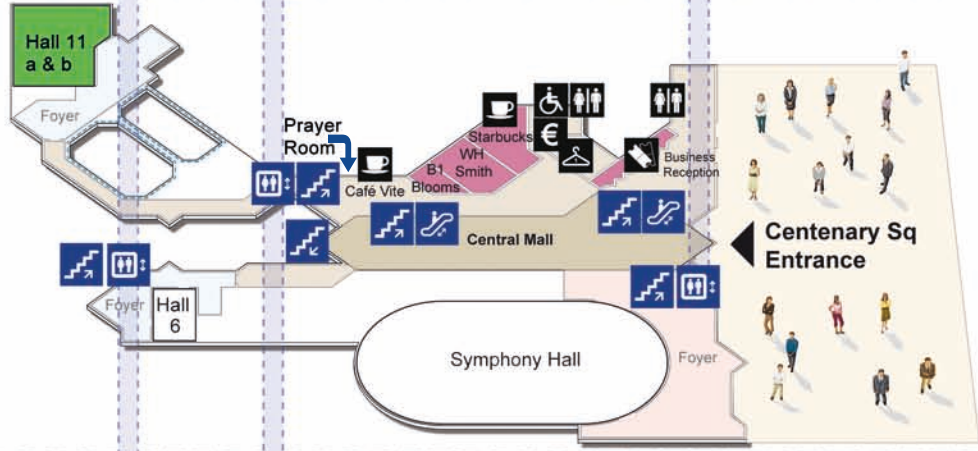 Hall 11
a & b
Foyer
Prayer
Room
Café Vite
Starbucks
WH
Smith
B1
Blooms
€
Business
Reception
Central Mall
Centenary Sq
Entrance
Foyer
Hall
6
Symphony Hall
Foyer